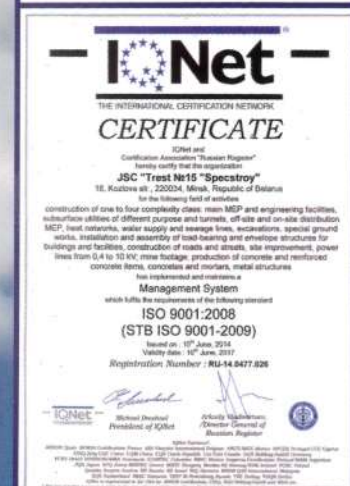 IQNet
THE INTERNATIONAL CERTIFICATION NETWORK
CERTIFICATE
IQNet and
Certification Association "Russian Register"
hereby certify that the organization
JSC "Trest №15 "Specstroy"
18, Kozlova str., 220034, Minsk, Republic of Belarus
for the following field of activities
construction of one to four complexity class: main MEP and engineering facilities,
subsurface utilities of different purpose and tunnels, off-site and on-site distribution
MEP, heat networks, water supply and sewage lines, excavations, special ground
works, installation and assembly of load-bearing and envelope structures for
buildings and facilities, construction of roads and streets, site improvement, power
lines from 0,4 to 10 kV; mine footage; production of concrete and reinforced
concrete items, concretes and mortars, metal structures
has implemented and maintains a
Management System
which fulfils the requirements of the following standard
ISO 9001:2008
(STB ISO 9001-2009)
Issued on : 10th June, 2014
Validity date : 10th June, 2017
Registration Number : RU-14.0477.026
IQNet
Michael Drechsel
President of IQNet
Arkady Vladimirtsev
Director General of
Russian Register